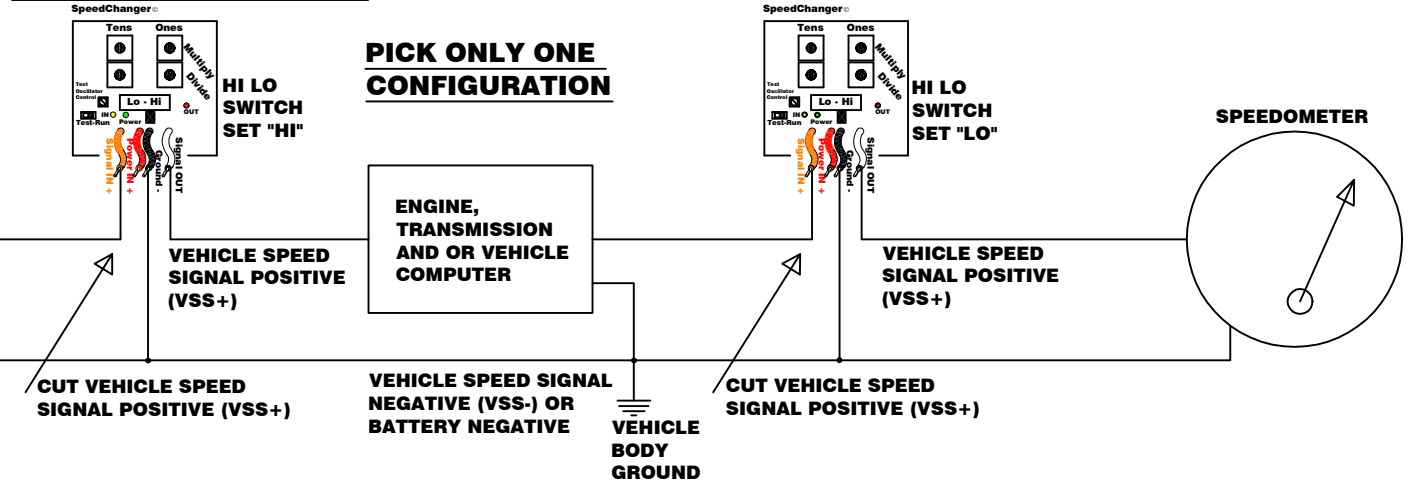 SpeedChanger©
Tens Ones
Multiply
Divide
Test
Oscillator
Control
Lo - Hi
IN
Power
OUT
Test-Run
Signal IN +
Power IN +
Ground -
Signal OUT
HI LO
SWITCH
SET "HI"
PICK ONLY ONE
CONFIGURATION
SpeedChanger©
Tens Ones
Multiply
Divide
Test
Oscillator
Control
Lo - Hi
IN
Power
OUT
Test-Run
Signal IN +
Power IN +
Ground -
Signal OUT
HI LO
SWITCH
SET "LO"
SPEEDOMETER
ENGINE,
TRANSMISSION
AND OR VEHICLE
COMPUTER
VEHICLE SPEED
SIGNAL POSITIVE
(VSS+)
VEHICLE SPEED
SIGNAL POSITIVE
(VSS+)
CUT VEHICLE SPEED
SIGNAL POSITIVE (VSS+)
VEHICLE SPEED SIGNAL
NEGATIVE (VSS-) OR
BATTERY NEGATIVE
VEHICLE
BODY
GROUND
CUT VEHICLE SPEED
SIGNAL POSITIVE (VSS+)